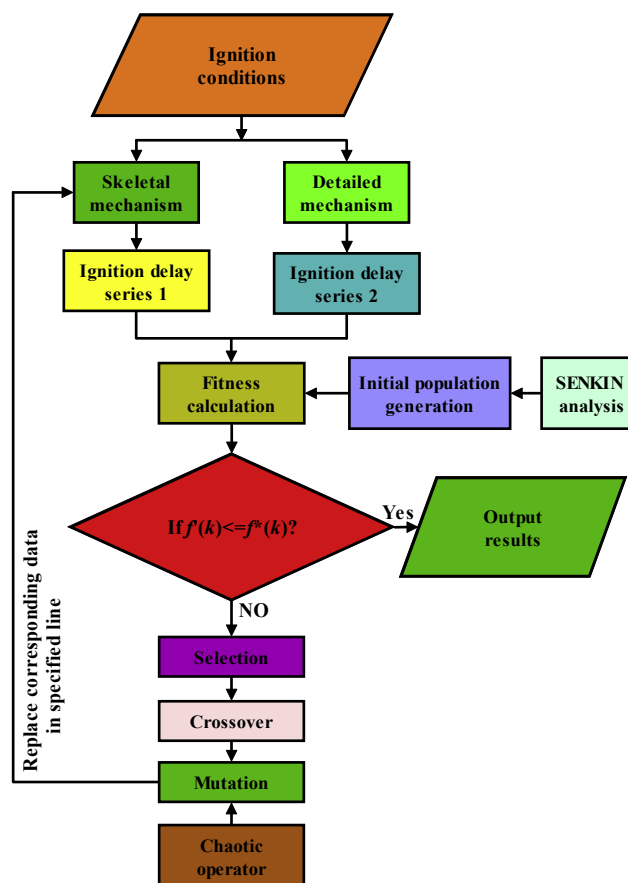 Ignition
conditions
Skeletal
mechanism
Detailed
mechanism
Ignition delay
series 1
Ignition delay
series 2
Fitness
calculation
Initial population
generation
SENKIN
analysis
If f'(k)<=f*(k)?
Yes
Output
results
NO
Selection
Crossover
Mutation
Chaotic
operator
Replace corresponding data
in specified line